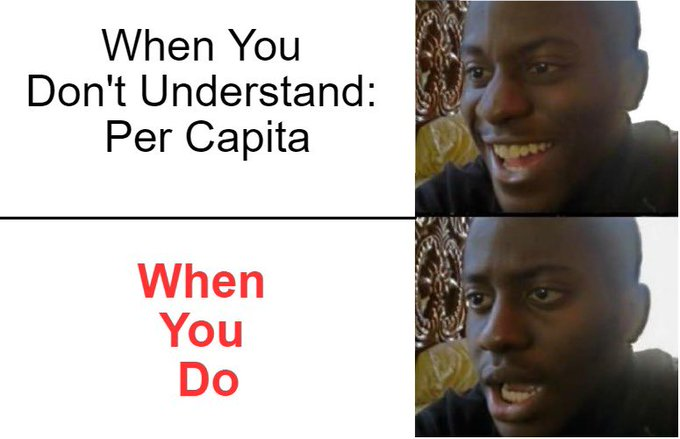 When You
Don't Understand:
Per Capita
When
You
Do